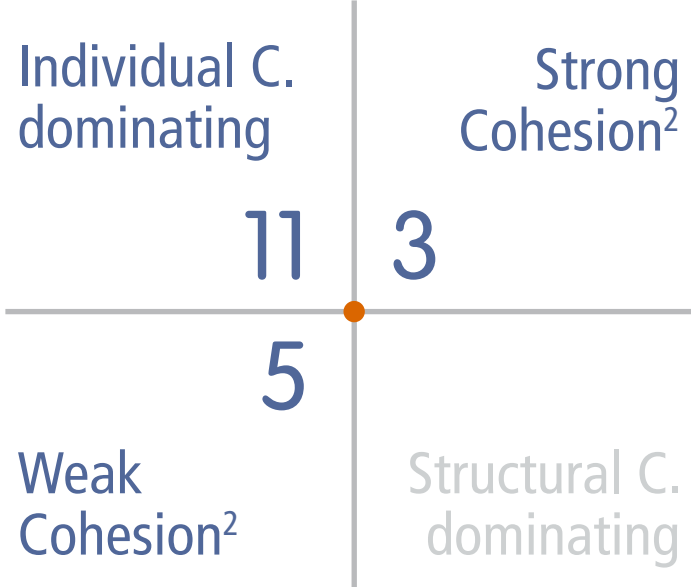 Individual C.
dominating
11
Strong
Cohesion²
3
5
Weak
Cohesion²
Structural C.
dominating